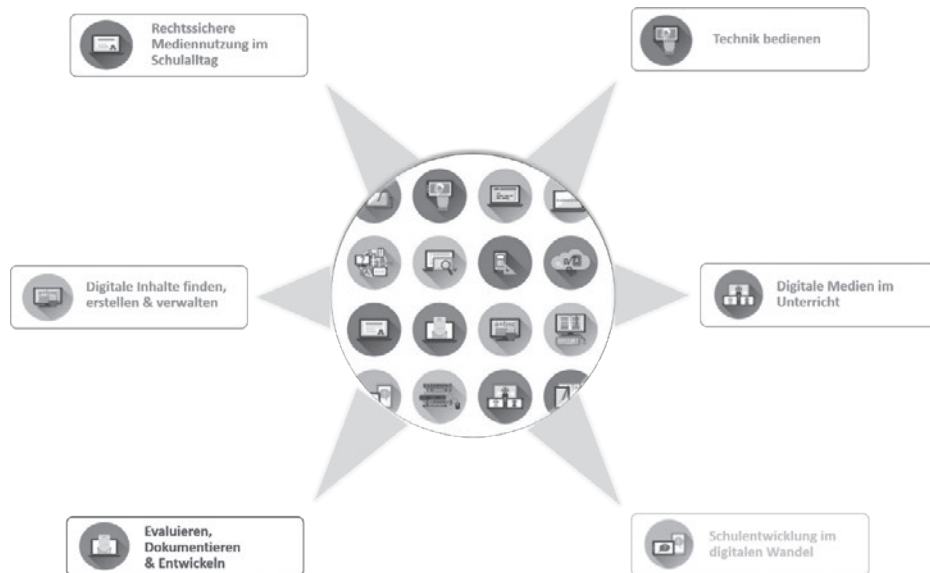 Rechtssichere
Mediennutzung im
Schulalltag
Technik bedienen
Digitale Inhalte finden,
erstellen & verwalten
Digitale Medien im
Unterricht
Evaluieren,
Dokumentieren
& Entwickeln
Schulentwicklung im
digitalen Wandel